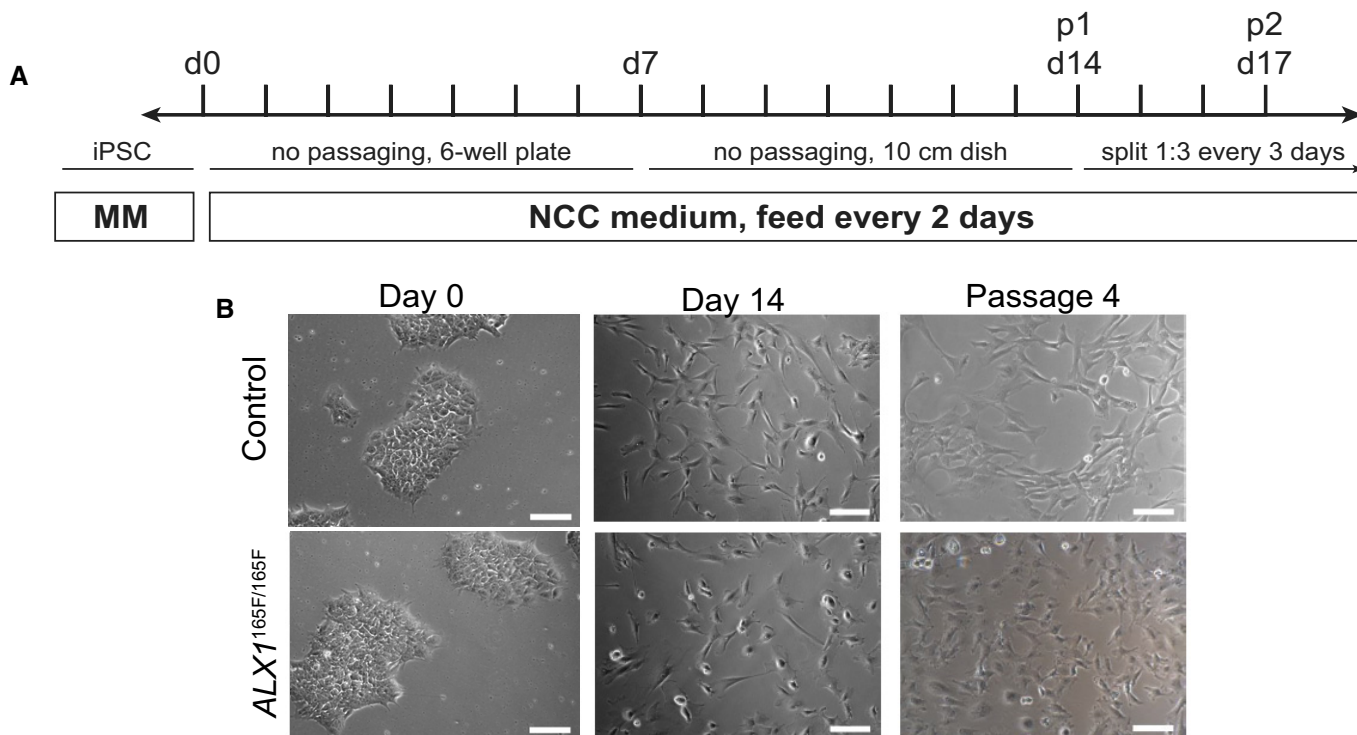 A
p1
p2
d0
d7
d14
d17
iPSC
no passaging, 6-well plate
no passaging, 10 cm dish
split 1:3 every 3 days
MM
NCC medium, feed every 2 days
B
Day 0
Day 14
Passage 4
Control
ALX1165F/165F